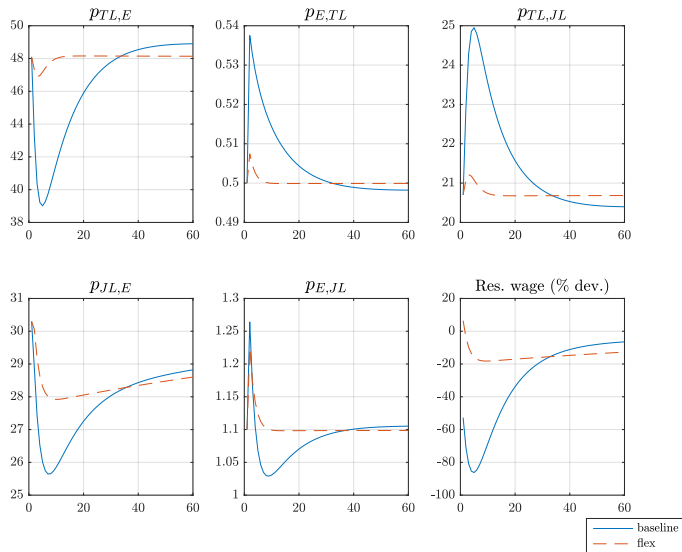 p_{TL,E}
p_{E,TL}
p_{TL,JL}
50
48
46
44
42
40
38
0 20 40 60
0.54
0.53
0.52
0.51
0.5
0.49
0 20 40 60
25
24
23
22
21
20
0 20 40 60
p_{JL,E}
p_{E,JL}
Res. wage (% dev.)
31
30
29
28
27
26
25
0 20 40 60
1.3
1.25
1.2
1.15
1.1
1.05
1
0 20 40 60
20
0
-20
-40
-60
-80
-100
0 20 40 60
baseline
flex